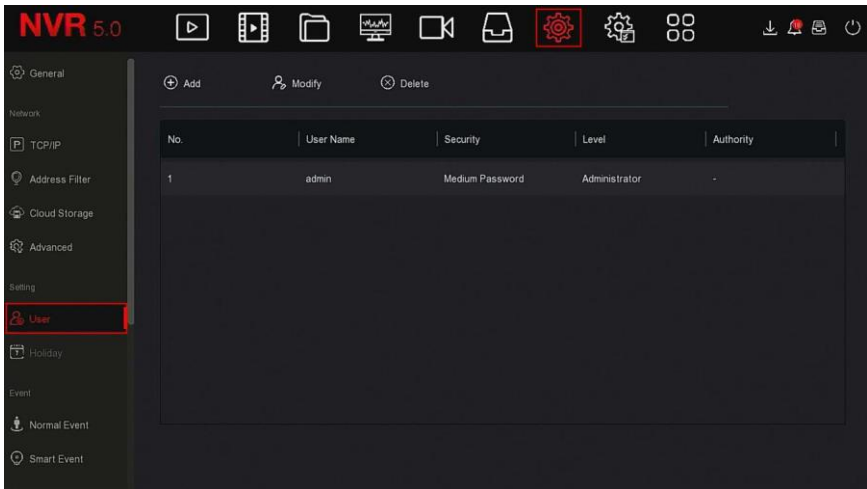 NVR 5.0
General
Network
TCP/IP
Address Filter
Cloud Storage
Advanced
Setting
User
Holiday
Event
Normal Event
Smart Event
Add Modify Delete
No. User Name Security Level Authority
1 admin Medium Password Administrator -